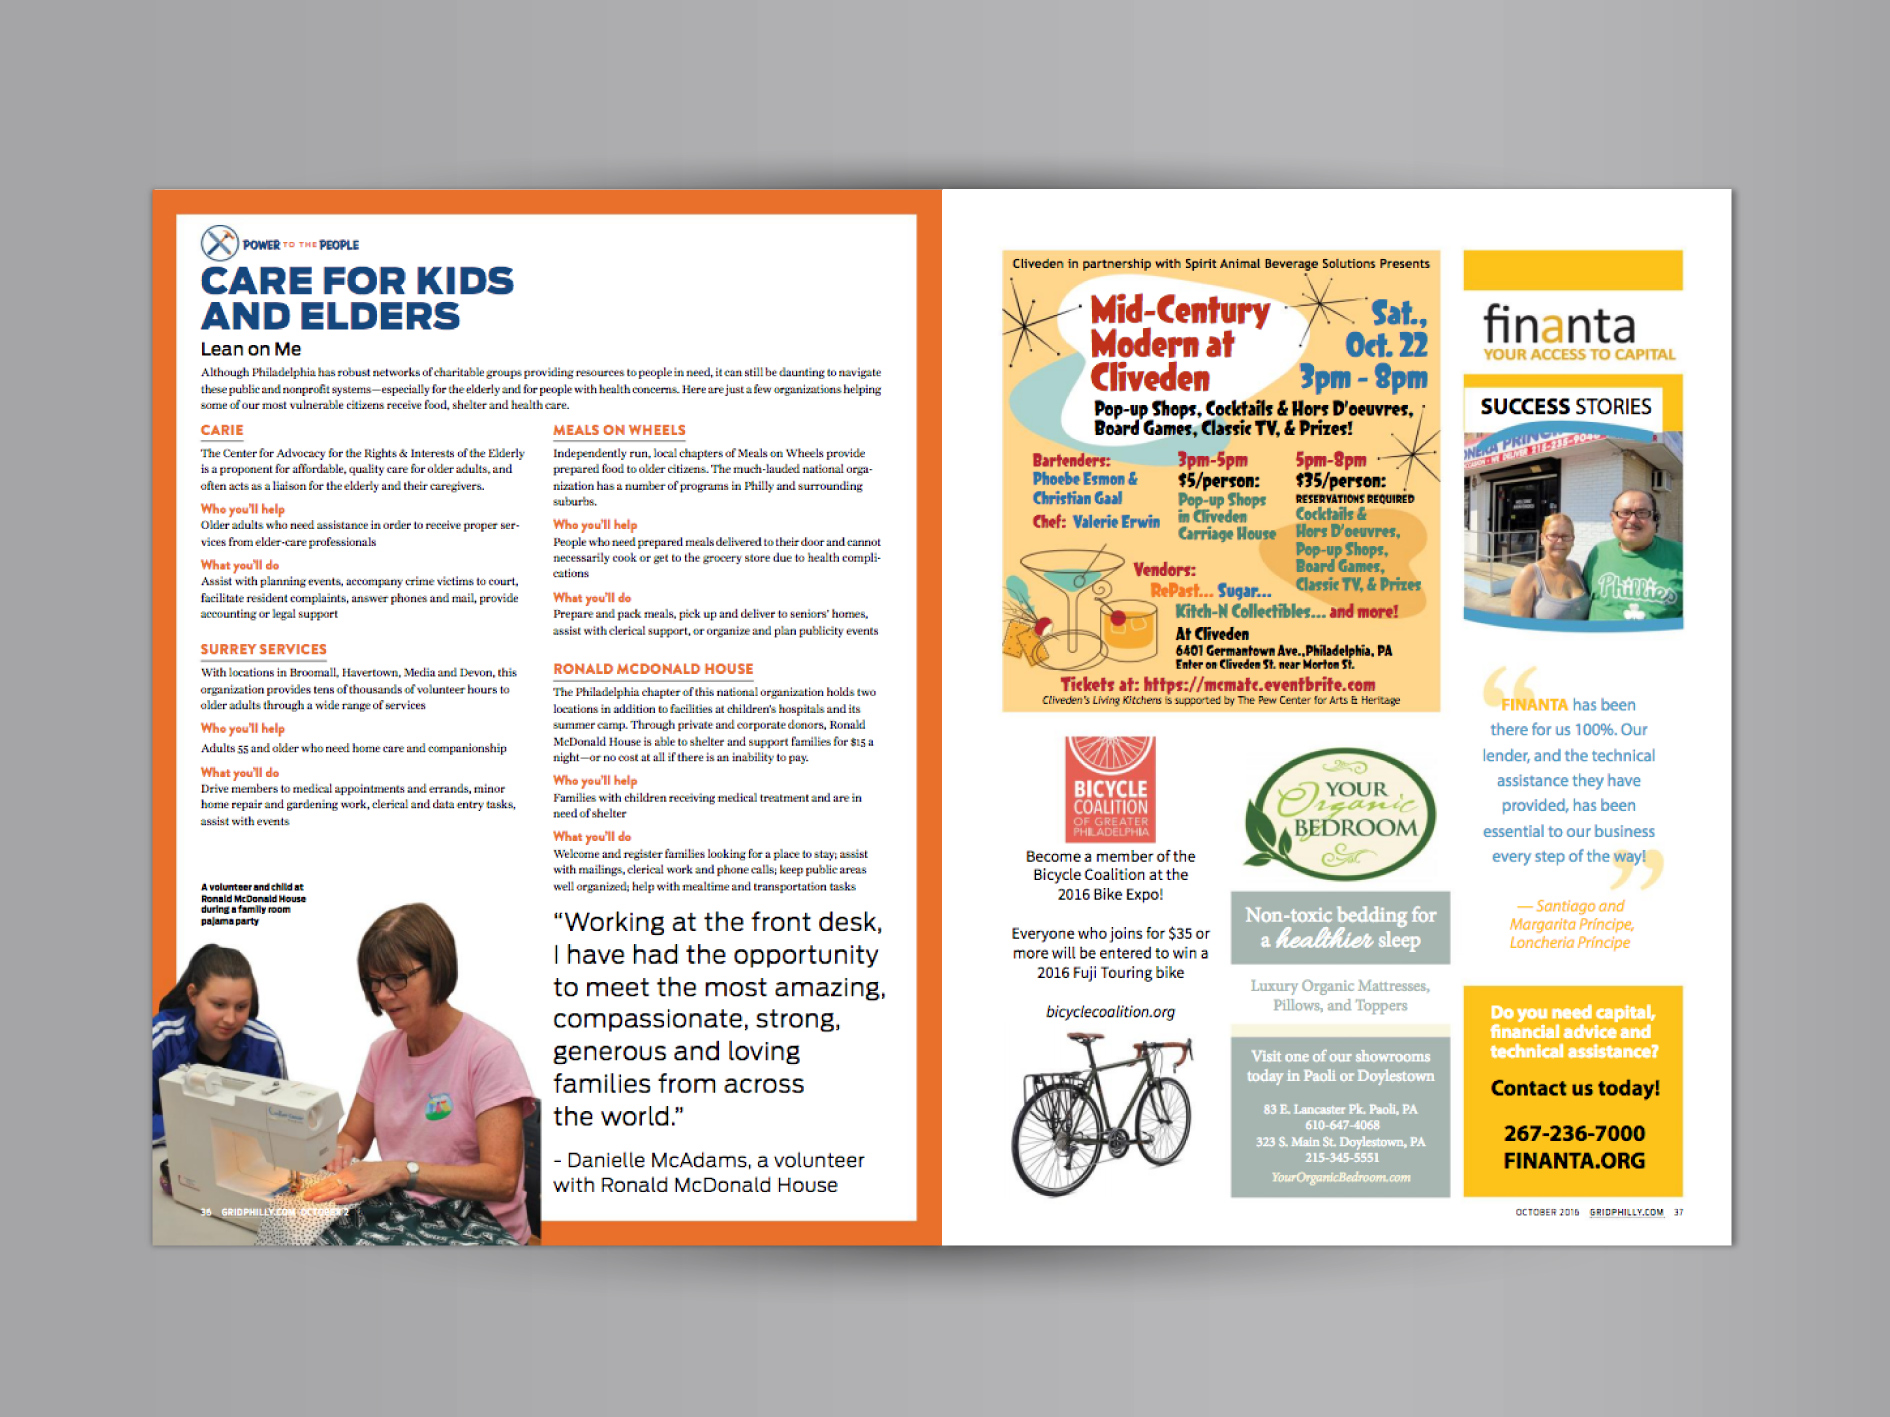 POWER TO THE PEOPLE
CARE FOR KIDS
AND ELDERS
Lean on Me
Although Philadelphia has robust networks of charitable groups providing resources to people in need, it can still be daunting to navigate
these public and nonprofit systems—especially for the elderly and for people with health concerns. Here are just a few organizations helping
some of our most vulnerable citizens receive food, shelter and health care.
CARIE
The Center for Advocacy for the Rights & Interests of the Elderly
is a proponent for affordable, quality care for older adults, and
often acts as a liaison for the elderly and their caregivers.
Who you'll help
Older adults who need assistance in order to receive proper ser-
vices from elder-care professionals
What you'll do
Assist with planning events, accompany crime victims to court,
facilitate resident complaints, answer phones and mail, provide
accounting or legal support
SURREY SERVICES
With locations in Broomall, Havertown, Media and Devon, this
organization provides tens of thousands of volunteer hours to
older adults through a wide range of services
Who you'll help
Adults 55 and older who need home care and companionship
What you'll do
Drive members to medical appointments and errands, minor
home repair and gardening work, clerical and data entry tasks,
assist with events
A volunteer and child at
Ronald McDonald House
during a family room
pajama party
MEALS ON WHEELS
Independently run, local chapters of Meals on Wheels provide
prepared food to older citizens. The much-lauded national orga-
nization has a number of programs in Philly and surrounding
suburbs.
Who you'll help
People who need prepared meals delivered to their door and cannot
necessarily cook or get to the grocery store due to health compli-
cations
What you'll do
Prepare and pack meals, pick up and deliver to seniors' homes,
assist with clerical support, or organize and plan publicity events
RONALD MCDONALD HOUSE
The Philadelphia chapter of this national organization holds two
locations in addition to facilities at children's hospitals and its
summer camp. Through private and corporate donors, Ronald
McDonald House is able to shelter and support families for $15 a
night—or no cost at all if there is an inability to pay.
Who you'll help
Families with children receiving medical treatment and are in
need of shelter
What you'll do
Welcome and register families looking for a place to stay; assist
with mailings, clerical work and phone calls; keep public areas
well organized; help with mealtime and transportation tasks
“Working at the front desk,
I have had the opportunity
to meet the most amazing,
compassionate, strong,
generous and loving
families from across
the world.”
- Danielle McAdams, a volunteer
with Ronald McDonald House
36 GRIDPHILLY.COM OCTOBER 2
Cliveden in partnership with Spirit Animal Beverage Solutions Presents
Mid-Century
Modern at
Cliveden
Sat.,
Oct. 22
3pm - 8pm
Pop-up Shops, Cocktails & Hors D'oeuvres,
Board Games, Classic TV, & Prizes!
Bartenders:
Phoebe Esmon &
Christian Gaal
Chef: Valerie Erwin
3pm-5pm
$5/person:
Pop-up Shops
in Cliveden
Carriage House
5pm-8pm
$35/person:
RESERVATIONS REQUIRED
Cocktails &
Hors D'oeuvres,
Pop-up Shops,
Board Games,
Classic TV, & Prizes
Vendors:
RePast... Sugar...
Kitch-N Collectibles... and more!
At Cliveden
6401 Germantown Ave.,Philadelphia, PA
Enter on Cliveden St. near Morton St.
Tickets at: https://mcmatc.eventbrite.com
Cliveden's Living Kitchens is supported by The Pew Center for Arts & Heritage
BICYCLE
COALITION
OF GREATER
PHILADELPHIA
Become a member of the
Bicycle Coalition at the
2016 Bike Expo!
Everyone who joins for $35 or
more will be entered to win a
2016 Fuji Touring bike
bicyclecoalition.org
YOUR
Organic
BEDROOM
Non-toxic bedding for
a healthier sleep
Luxury Organic Mattresses,
Pillows, and Toppers
Visit one of our showrooms
today in Paoli or Doylestown
83 E. Lancaster Pk. Paoli, PA
610-647-4068
323 S. Main St. Doylestown, PA
215-345-5551
YourOrganicBedroom.com
finanta
YOUR ACCESS TO CAPITAL
SUCCESS STORIES
Phillies
“FINANTA has been
there for us 100%. Our
lender, and the technical
assistance they have
provided, has been
essential to our business
every step of the way!”
— Santiago and
Margarita Príncipe,
Loncheria Príncipe
Do you need capital,
financial advice and
technical assistance?
Contact us today!
267-236-7000
FINANTA.ORG
OCTOBER 2016 GRIDPHILLY.COM 37